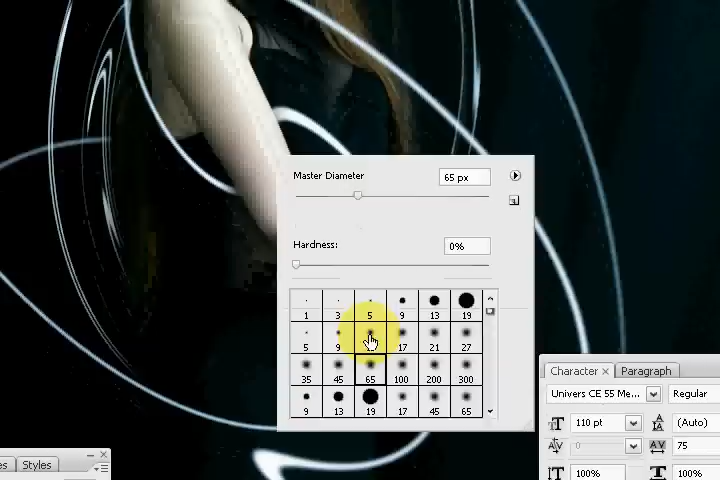 Master Diameter 65 px
Hardness: 0%
1 3 5 9 13 19
5 9 17 21 27
35 45 65 100 200 300
9 13 19 17 45 65
Character × Paragraph
Univers CE 55 Me... Regular
110 pt (Auto)
0 75
100% 100%
es × Styles